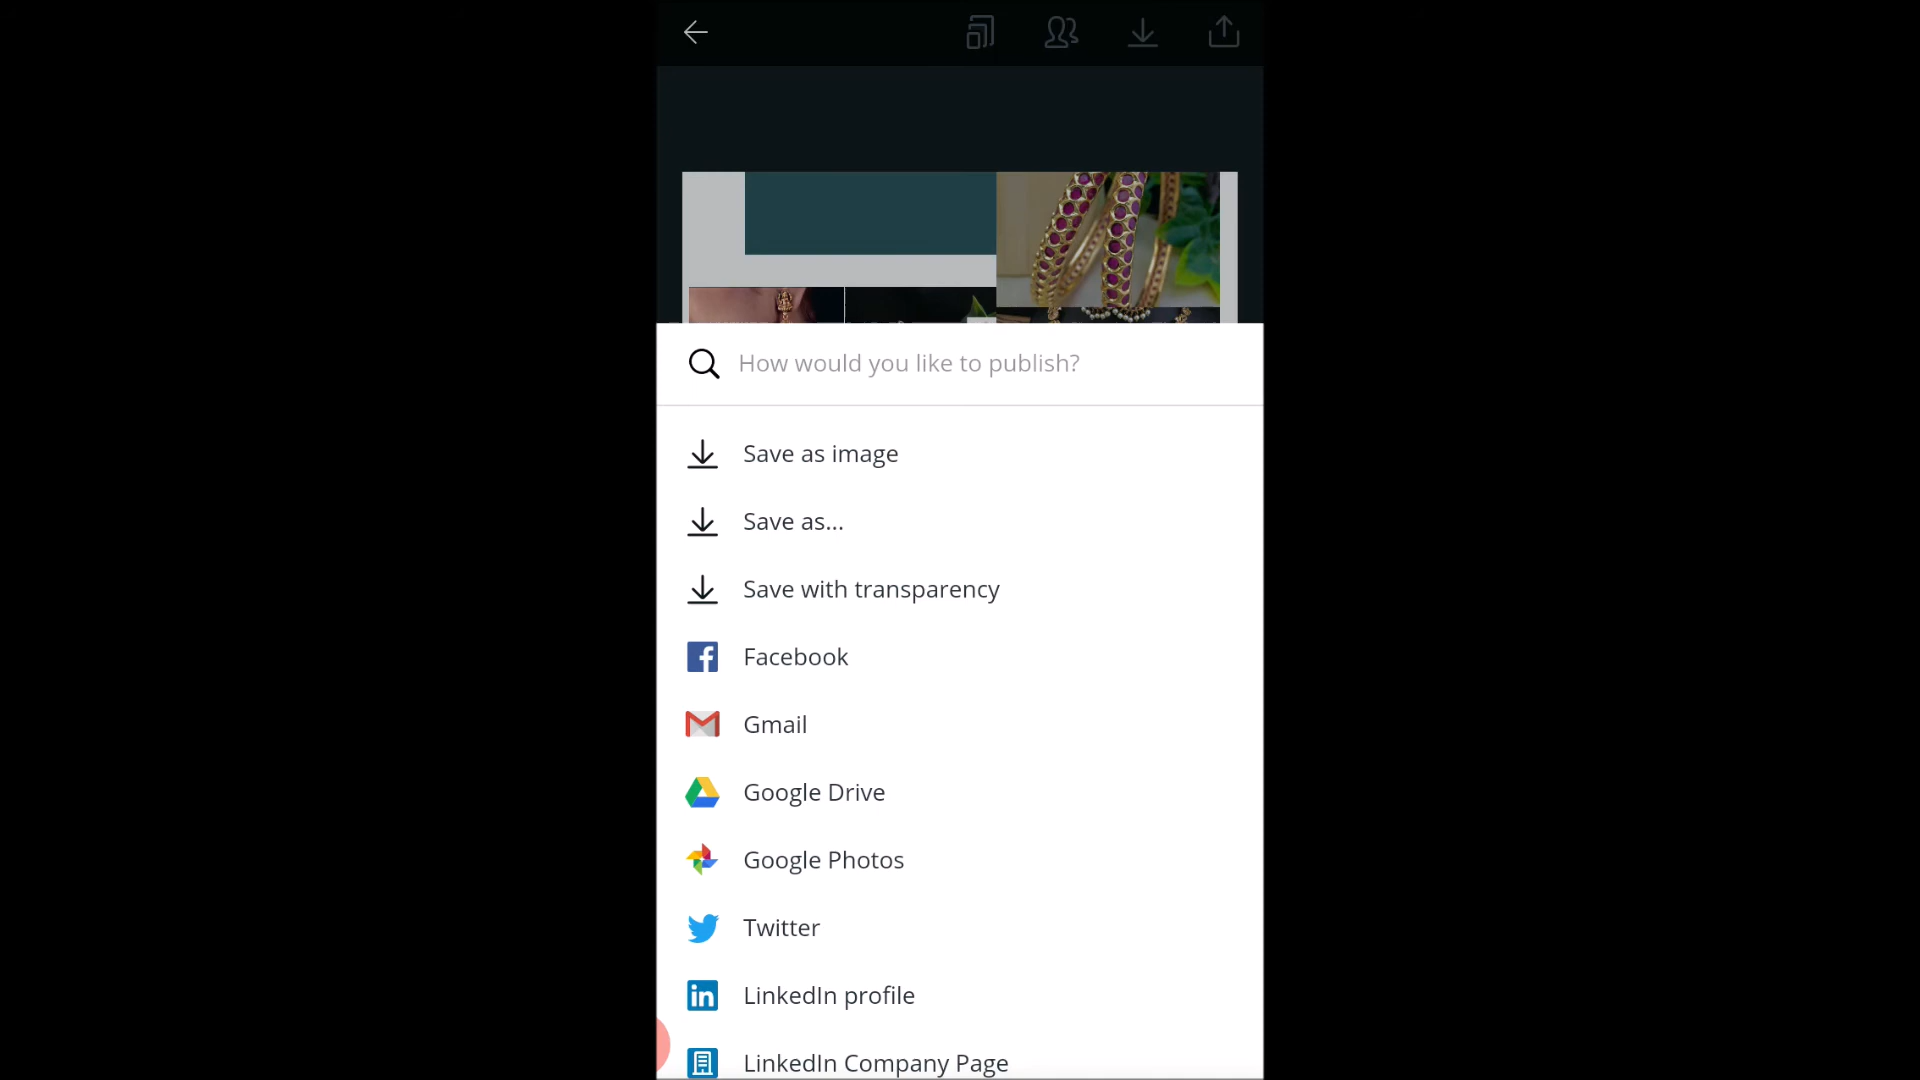 How would you like to publish?
Save as image
Save as...
Save with transparency
Facebook
Gmail
Google Drive
Google Photos
Twitter
LinkedIn profile
LinkedIn Company Page